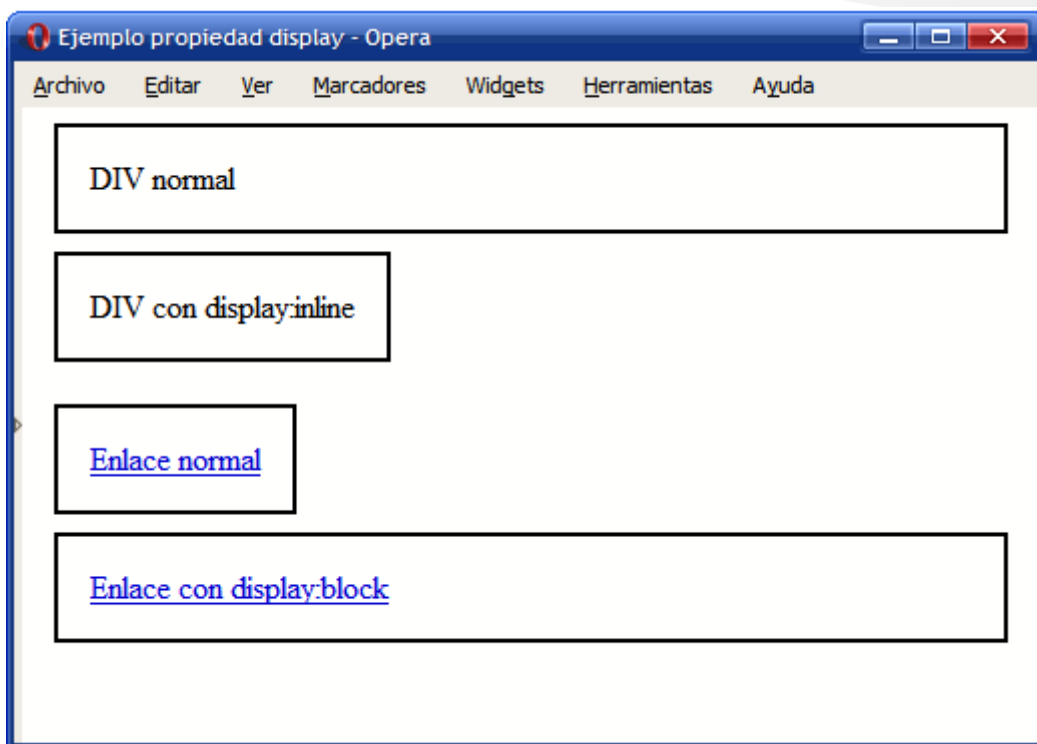 Ejemplo propiedad display - Opera
Archivo Editar Ver Marcadores Widgets Herramientas Ayuda
DIV normal
DIV con display:inline
Enlace normal
Enlace con display:block